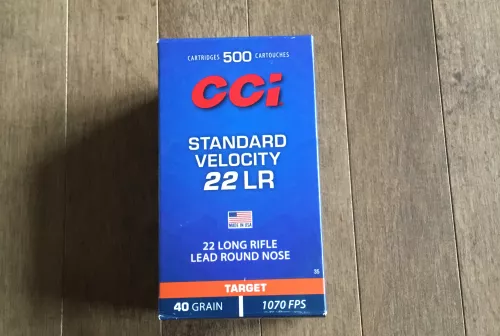 CARTRIDGES 500 CARTOUCHES
CCi
STANDARD
VELOCITY
22 LR
MADE IN USA
22 LONG RIFLE
LEAD ROUND NOSE
35
TARGET
40 GRAIN 1070 FPS